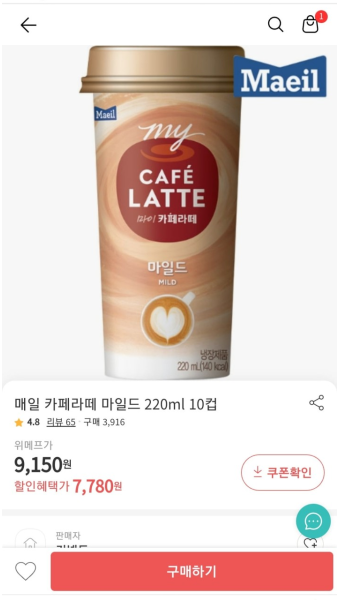 1
Maeil
Maeil
my
CAFÉ
LATTE
마이 카페라떼
마일드
MILD
냉장제품
220 mL(140 kcal)
매일 카페라떼 마일드 220ml 10컵
4.8 리뷰 65 · 구매 3,916
위메프가
9,150원
할인혜택가 7,780원
쿠폰확인
판매자
구매하기